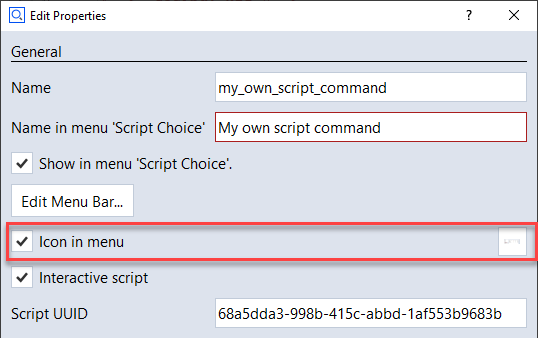 Edit Properties ?
General
Name my_own_script_command
Name in menu 'Script Choice' My own script command
Show in menu 'Script Choice'.
Edit Menu Bar...
Icon in menu
Interactive script
Script UUID 68a5dda3-998b-415c-abbd-1af553b9683b